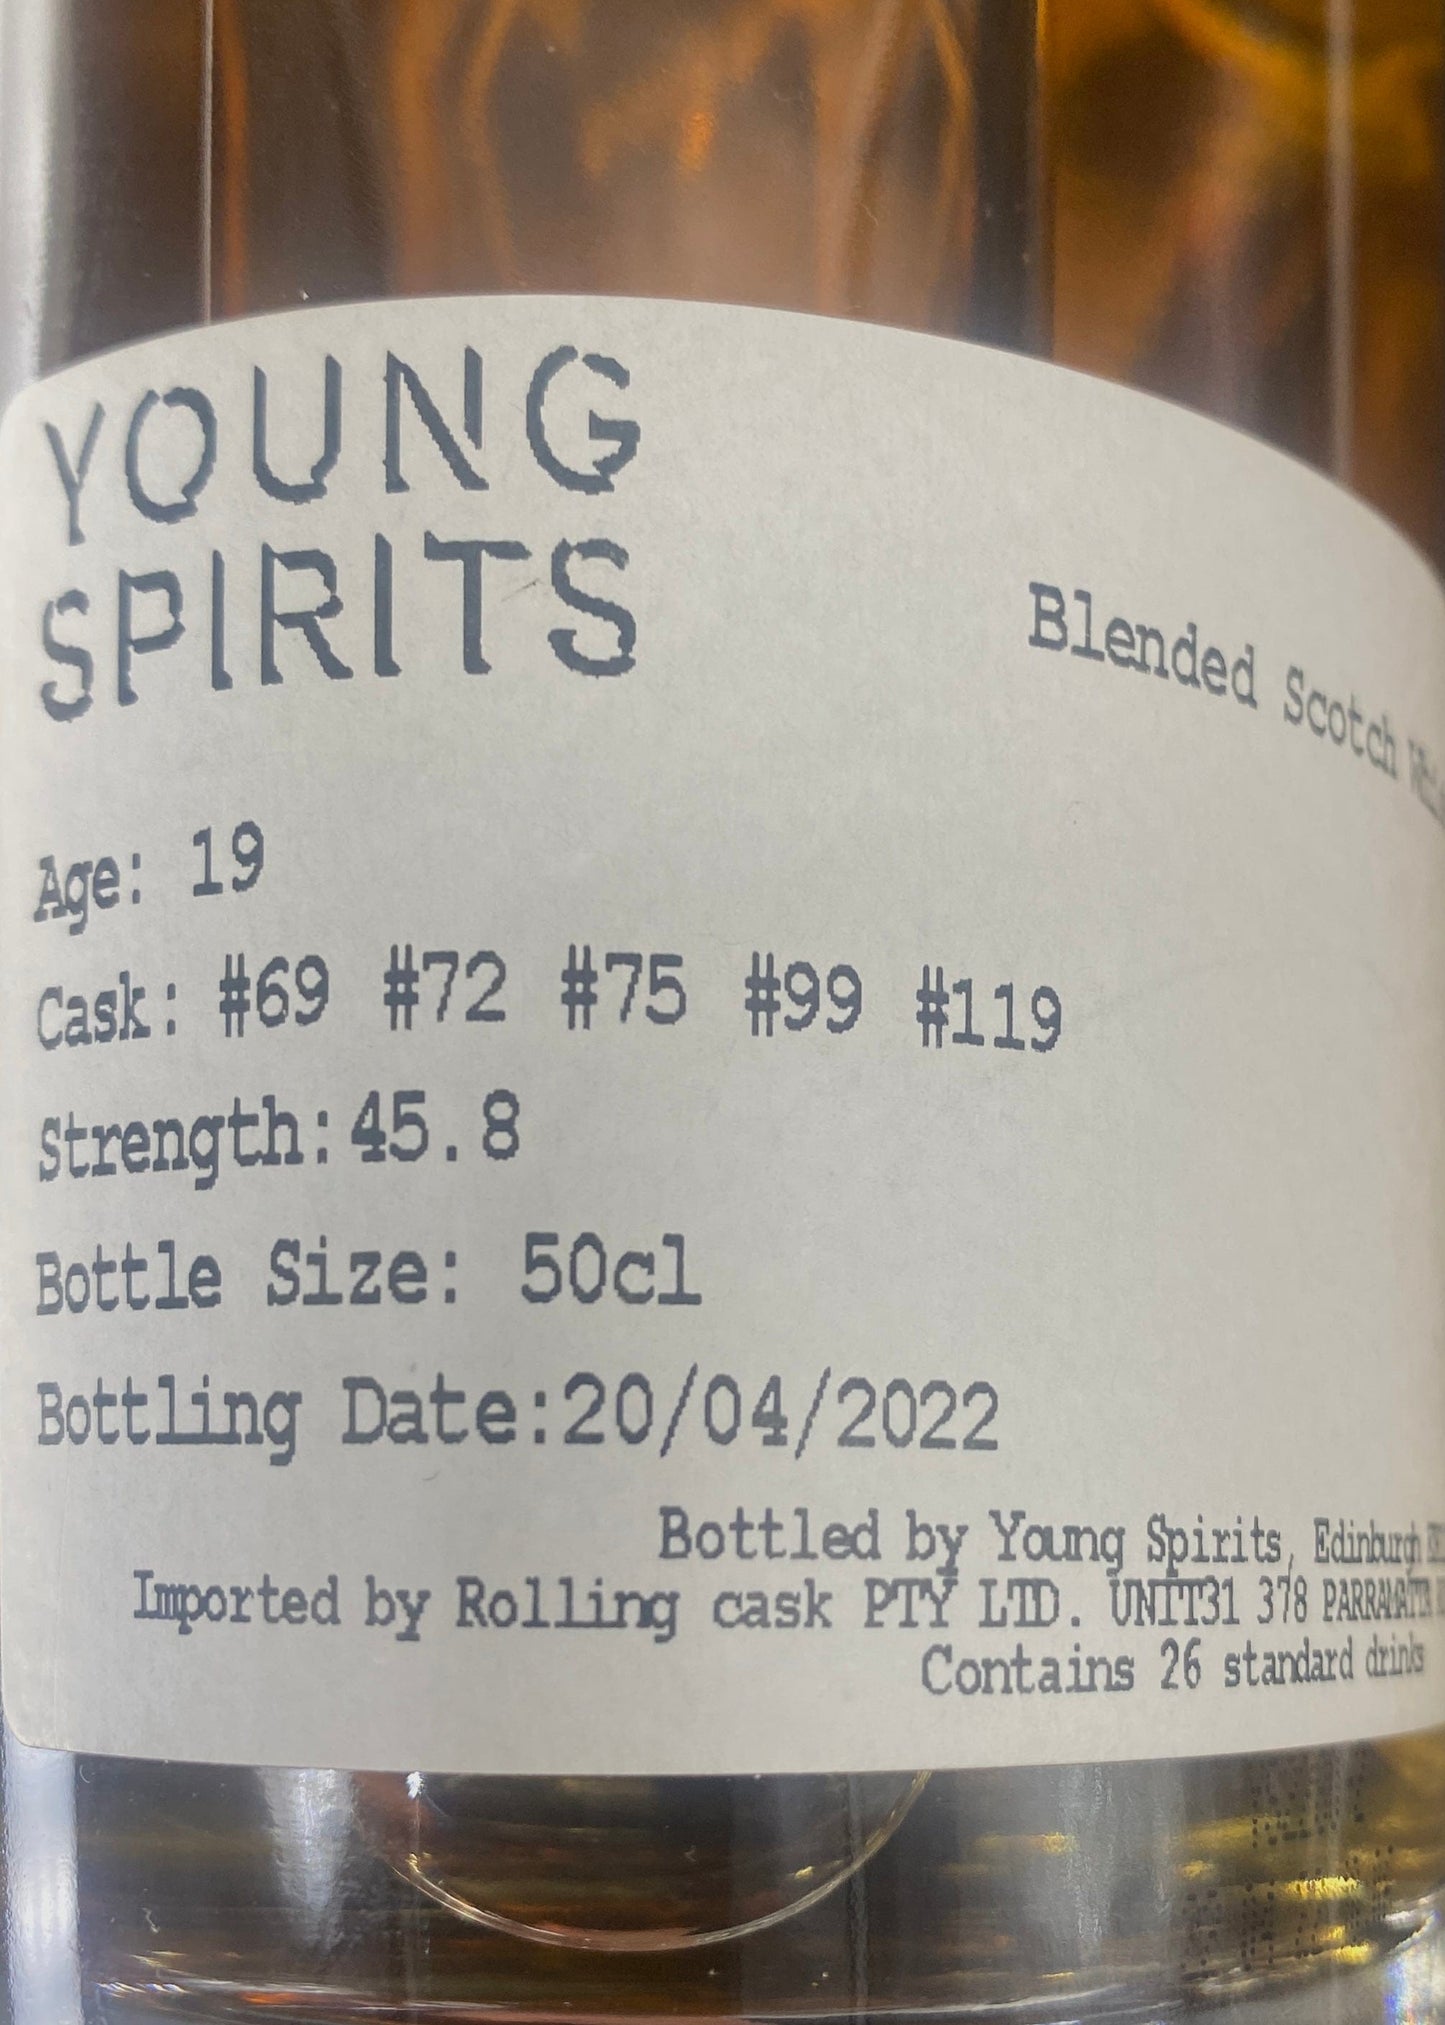 YOUNG
SPIRITS
Blended Scotch
Age: 19
Cask: #69 #72 #75 #99 #119
Strength:45.8
Bottle Size: 50cl
Bottling Date:20/04/2022
Bottled by Young Spirits, Edinburgh
Imported by Rolling cask PTY LTD. UNIT31 378 PARRAMATTA
Contains 26 standard drinks